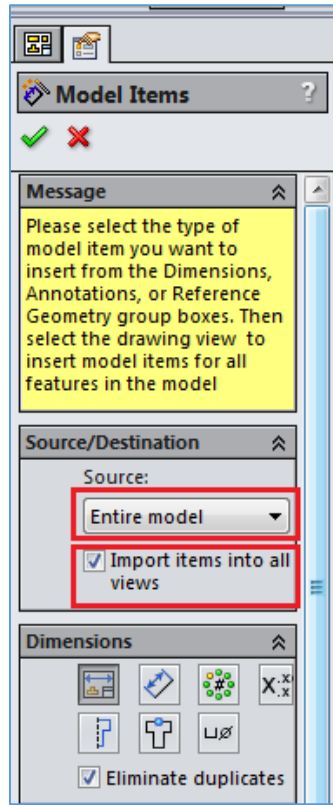 Model Items ?
Message
Please select the type of
model item you want to
insert from the Dimensions,
Annotations, or Reference
Geometry group boxes. Then
select the drawing view to
insert model items for all
features in the model
Source/Destination
Source:
Entire model
Import items into all
views
Dimensions
Eliminate duplicates